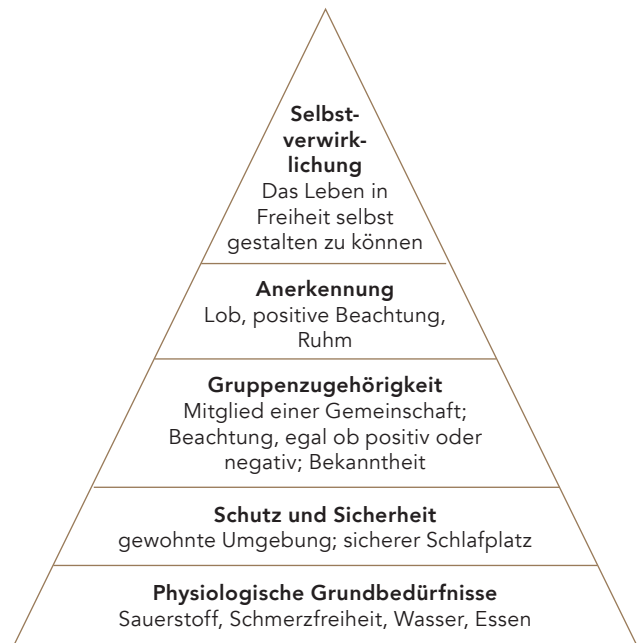 Selbst-
verwirk-
lichung
Das Leben in
Freiheit selbst
gestalten zu können
Anerkennung
Lob, positive Beachtung,
Ruhm
Gruppenzugehörigkeit
Mitglied einer Gemeinschaft;
Beachtung, egal ob positiv oder
negativ; Bekanntheit
Schutz und Sicherheit
gewohnte Umgebung; sicherer Schlafplatz
Physiologische Grundbedürfnisse
Sauerstoff, Schmerzfreiheit, Wasser, Essen